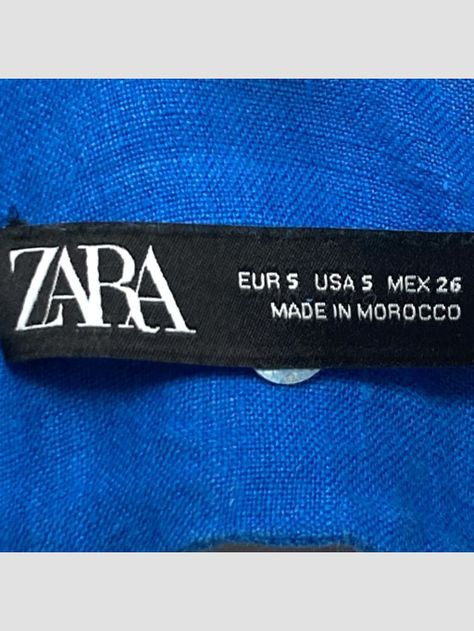 ZARA
EUR S USA S MEX 26
MADE IN MOROCCO